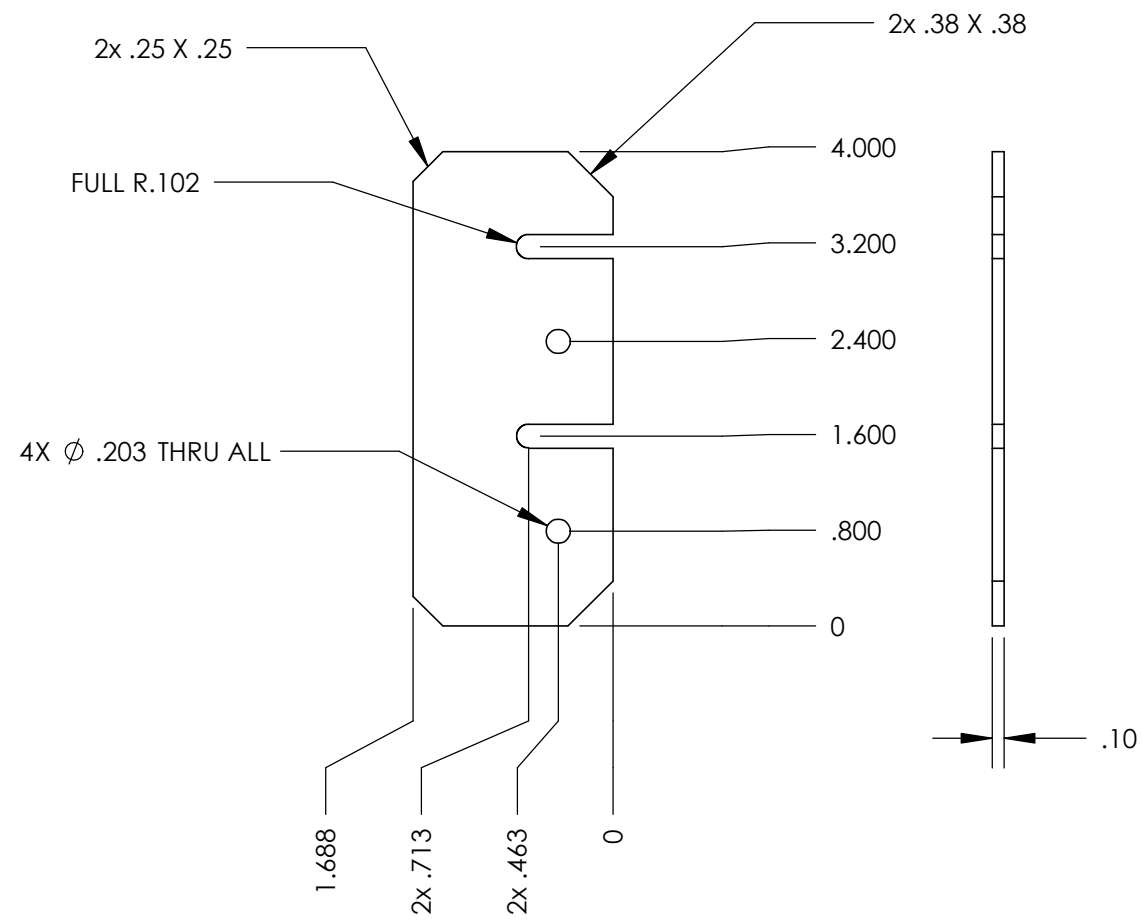 2x .25 X .25
2x .38 X .38
FULL R.102
4.000
3.200
2.400
1.600
4X Ø .203 THRU ALL
.800
0
.10
1.688
2x .713
2x .463
0